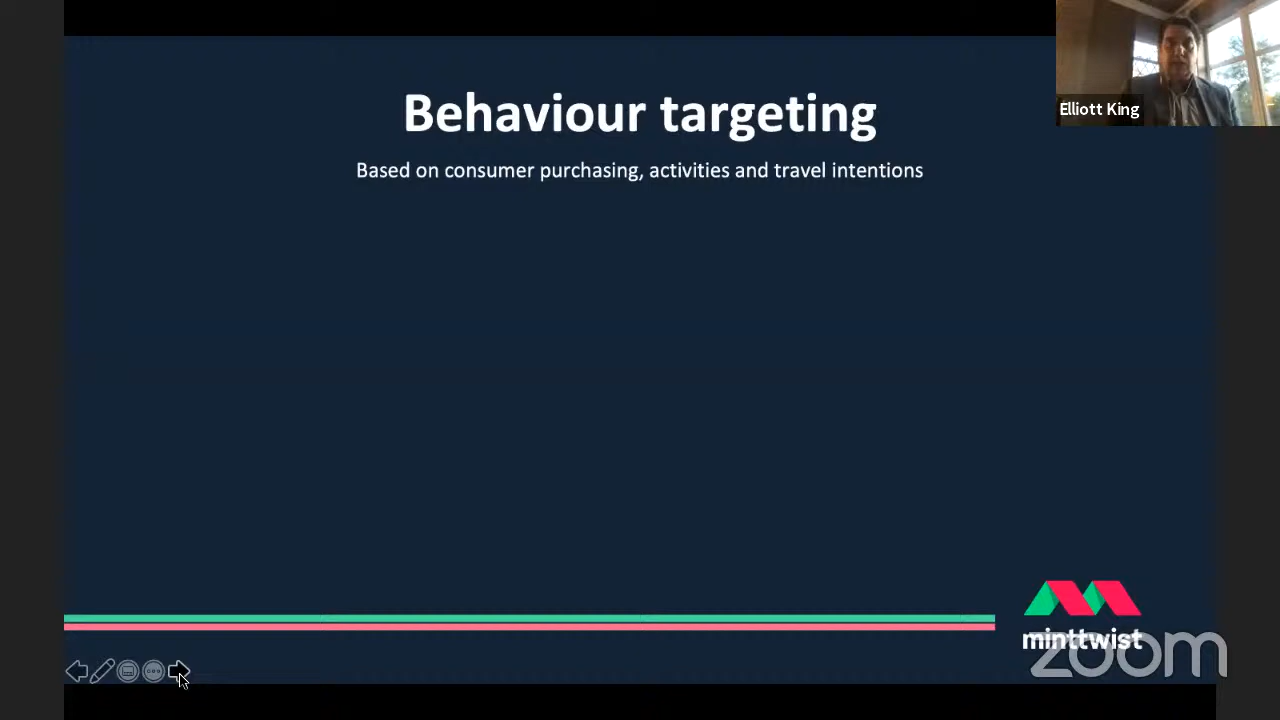 Behaviour targeting
Based on consumer purchasing, activities and travel intentions
Elliott King
minttwist
zoom